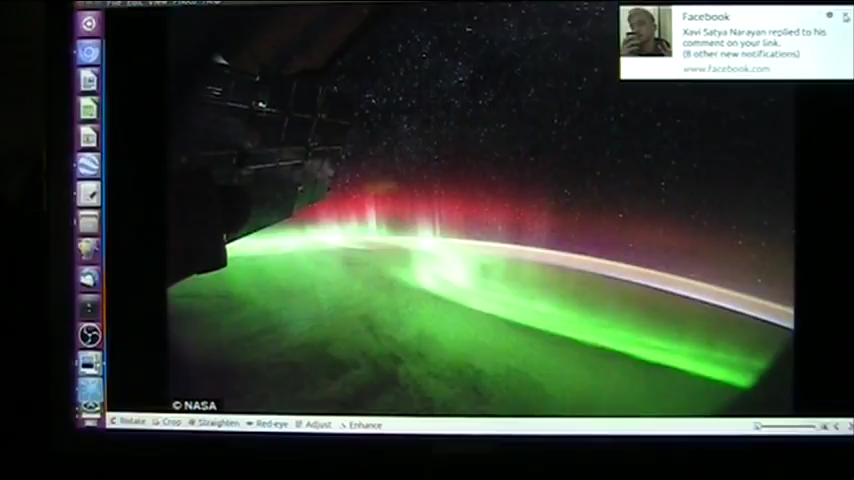 Facebook
Xavi Satya Narayan replied to his
comment on your link.
(8 other new notifications)
www.facebook.com
© NASA
Rotate Crop Straighten Red-eye Adjust Enhance